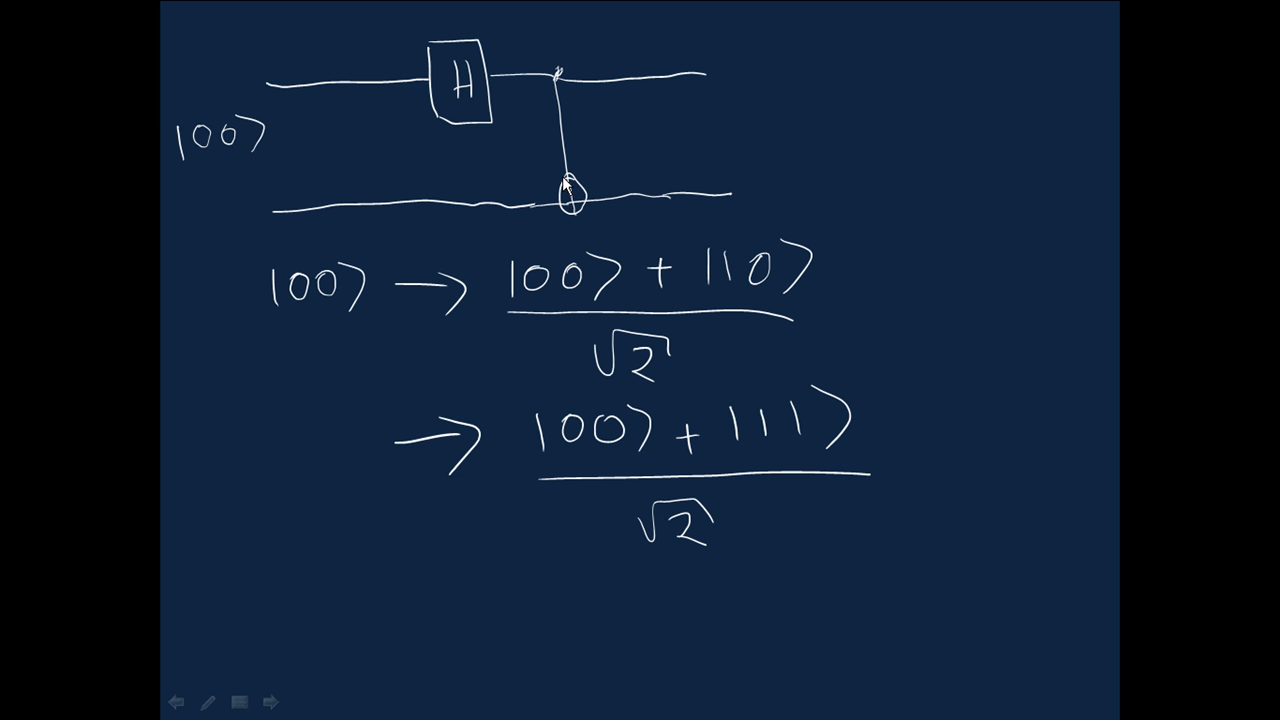 H
|00⟩
|00⟩ → |00⟩ + |10⟩
√2
→ |00⟩ + |11⟩
√2